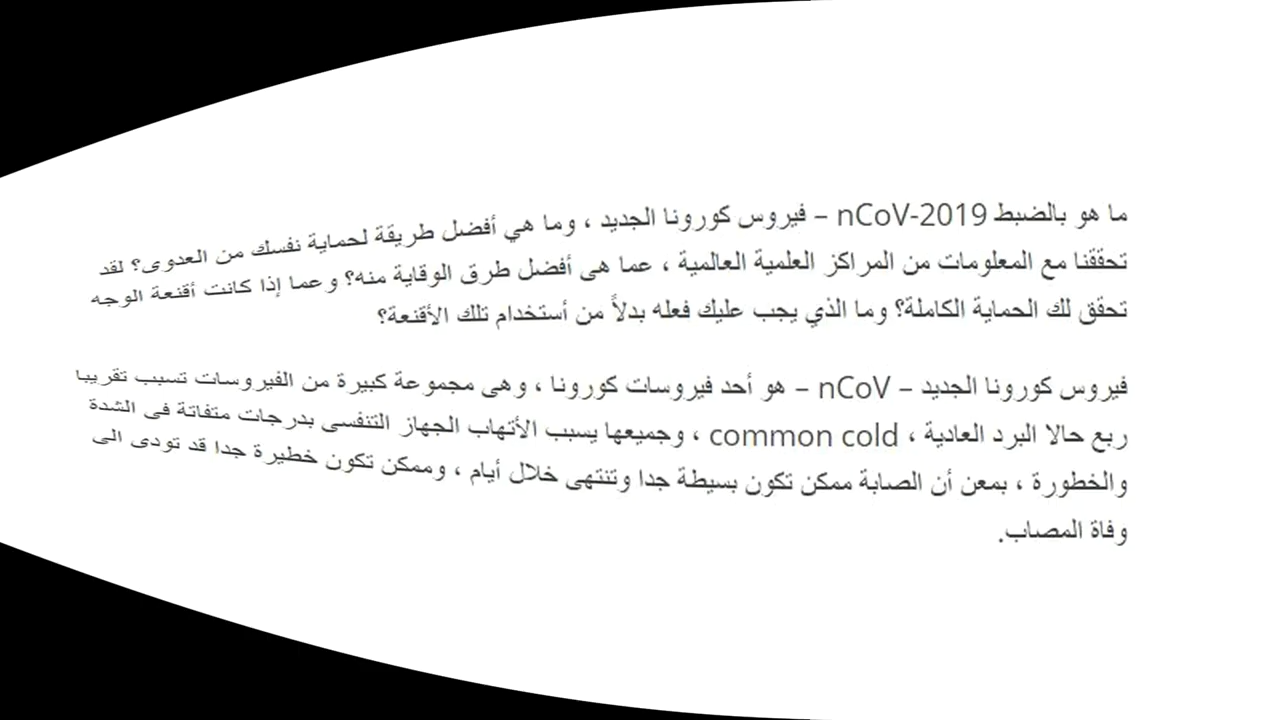 ما هو بالضبط nCoV-2019 – فيروس كورونا الجديد ، وما هي أفضل طريقة لحماية نفسك من العدوى؟ لقد
تحققنا مع المعلومات من المراكز العلمية العالمية ، عما هى أفضل طرق الوقاية منه؟ وعما إذا كانت أقنعة الوجه
تحقق لك الحماية الكاملة؟ وما الذي يجب عليك فعله بدلاً من أستخدام تلك الأقنعة؟
فيروس كورونا الجديد – nCoV – هو أحد فيروسات كورونا ، وهى مجموعة كبيرة من الفيروسات تسبب تقريبا
ربع حالا البرد العادية ، common cold ، وجميعها يسبب الأتهاب الجهاز التنفسى بدرجات متفاتة فى الشدة
والخطورة ، بمعن أن الصابة ممكن تكون بسيطة جدا وتنتهى خلال أيام ، وممكن تكون خطيرة جدا قد تودى الى
وفاة المصاب.